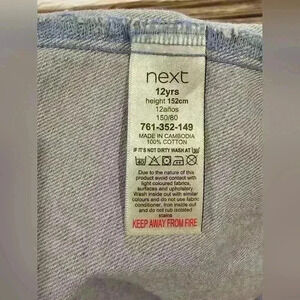 next
12yrs
height 152cm
12años
150/80
761-352-149
MADE IN CAMBODIA
100% COTTON
IF IT'S NOT DIRTY WASH AT 30
Due to the nature of this
product avoid contact with
light coloured fabrics,
surfaces and upholstery.
Wash inside out with similar
colours and do not use fabric
conditioner. Iron inside out
and do not rub isolated
stains
KEEP AWAY FROM FIRE